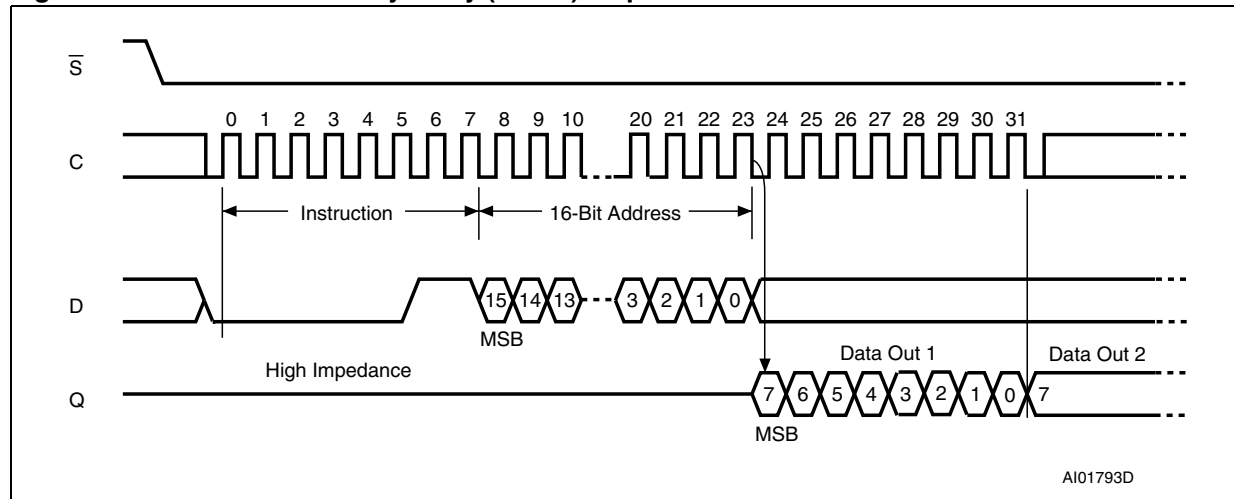 S
0 1 2 3 4 5 6 7 8 9 10 20 21 22 23 24 25 26 27 28 29 30 31
C
Instruction 16-Bit Address
D
15 14 13 3 2 1 0
MSB
High Impedance
Data Out 1 Data Out 2
Q
7 6 5 4 3 2 1 0 7
MSB
AI01793D